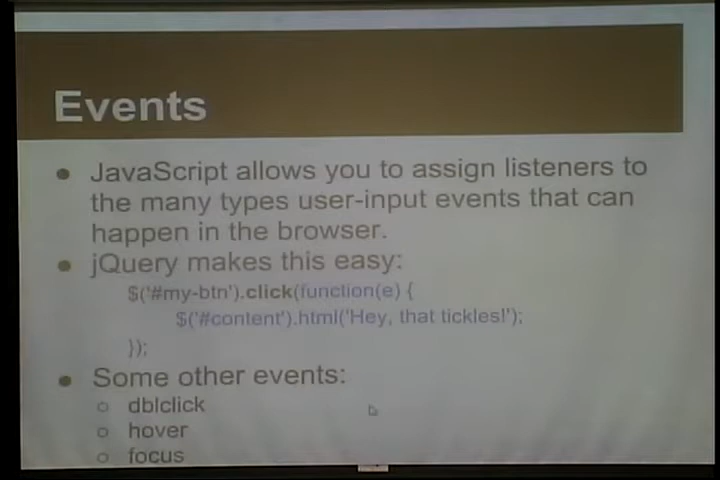 Events
● JavaScript allows you to assign listeners to
the many types user-input events that can
happen in the browser.
● jQuery makes this easy:
$('#my-btn').click(function(e) {
$('#content').html('Hey, that tickles!');
});
● Some other events:
○ dblclick
○ hover
○ focus